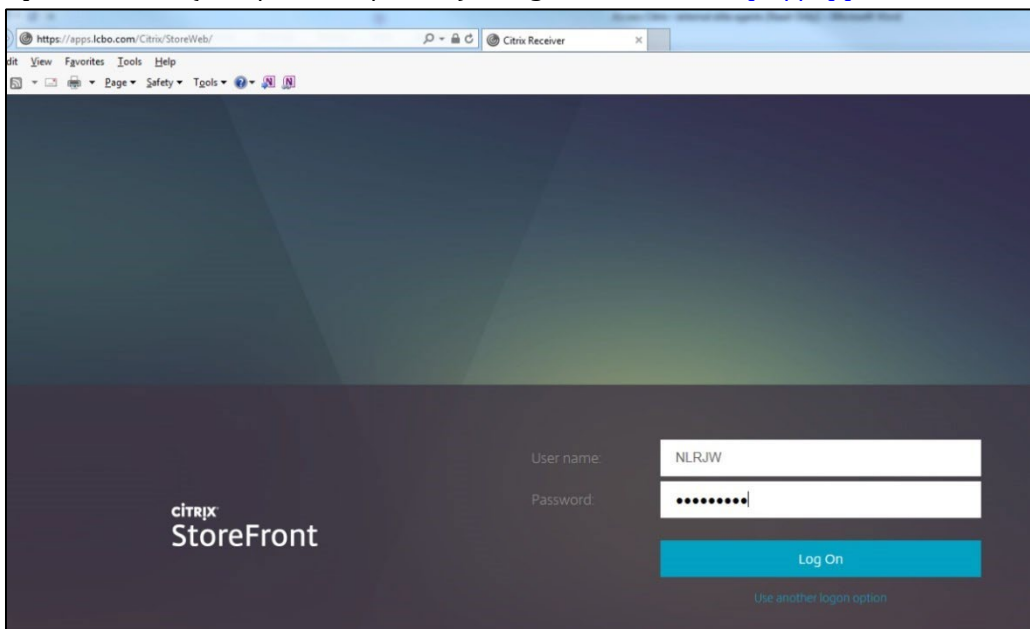 https://apps.lcbo.com/Citrix/StoreWeb/
Citrix Receiver
dit View Favorites Tools Help
Page Safety Tools
User name: NLRJW
Password: •••••••••
CITRIX
StoreFront
Log On
Use another logon option